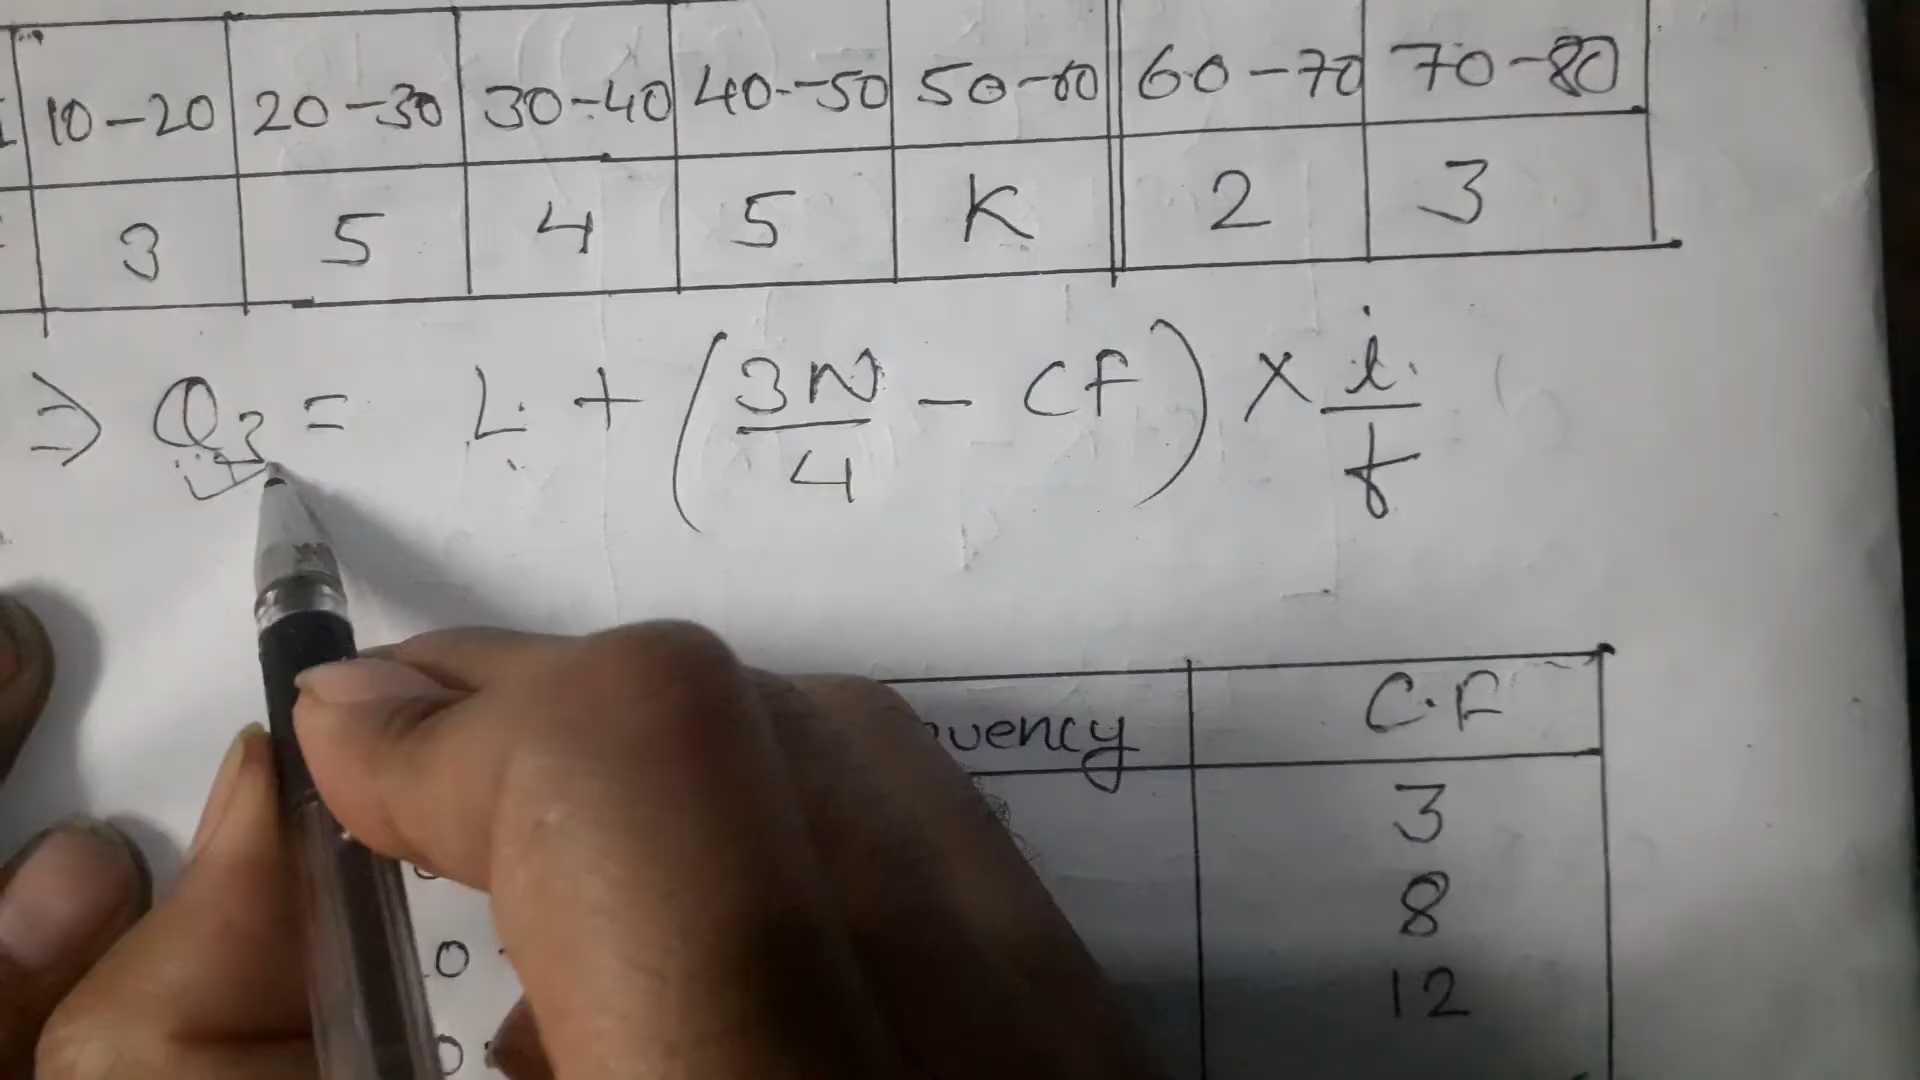 10-20 20-30 30-40 40-50 50-60 60-70 70-80
3 5 4 5 K 2 3
⇒ Q3 = L + (3N/4 - CF) × i/f
C.F
3
8
12